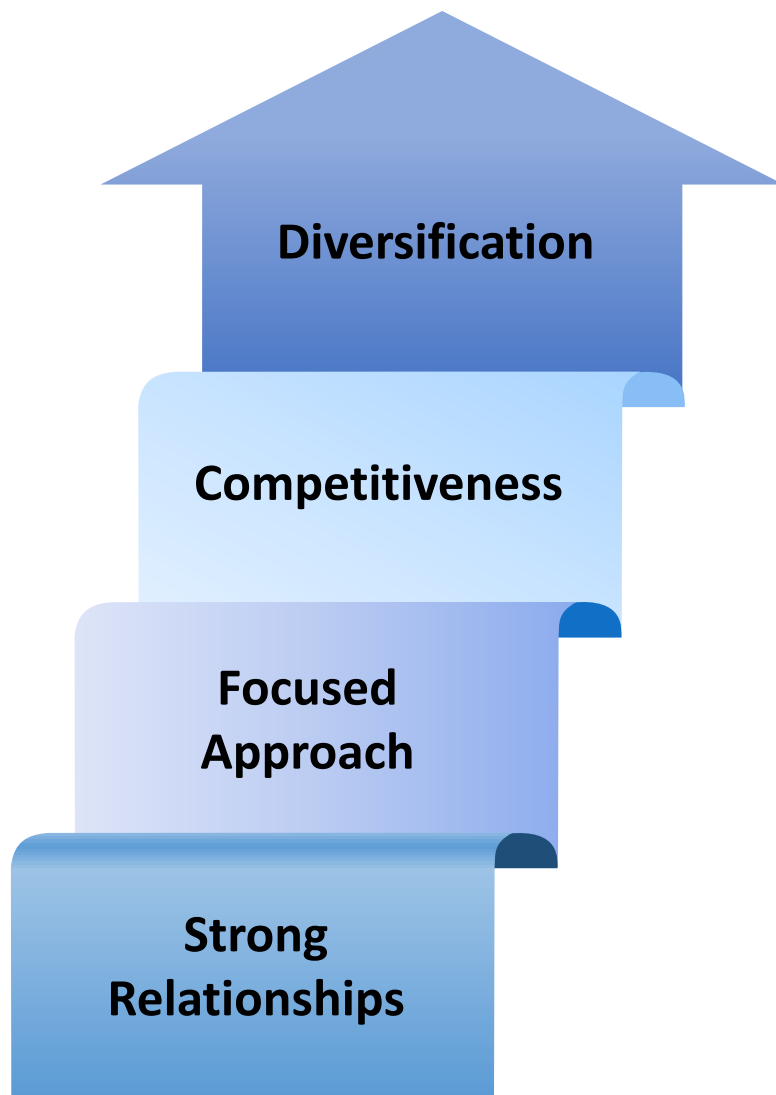 Diversification
Competitiveness
Focused
Approach
Strong
Relationships